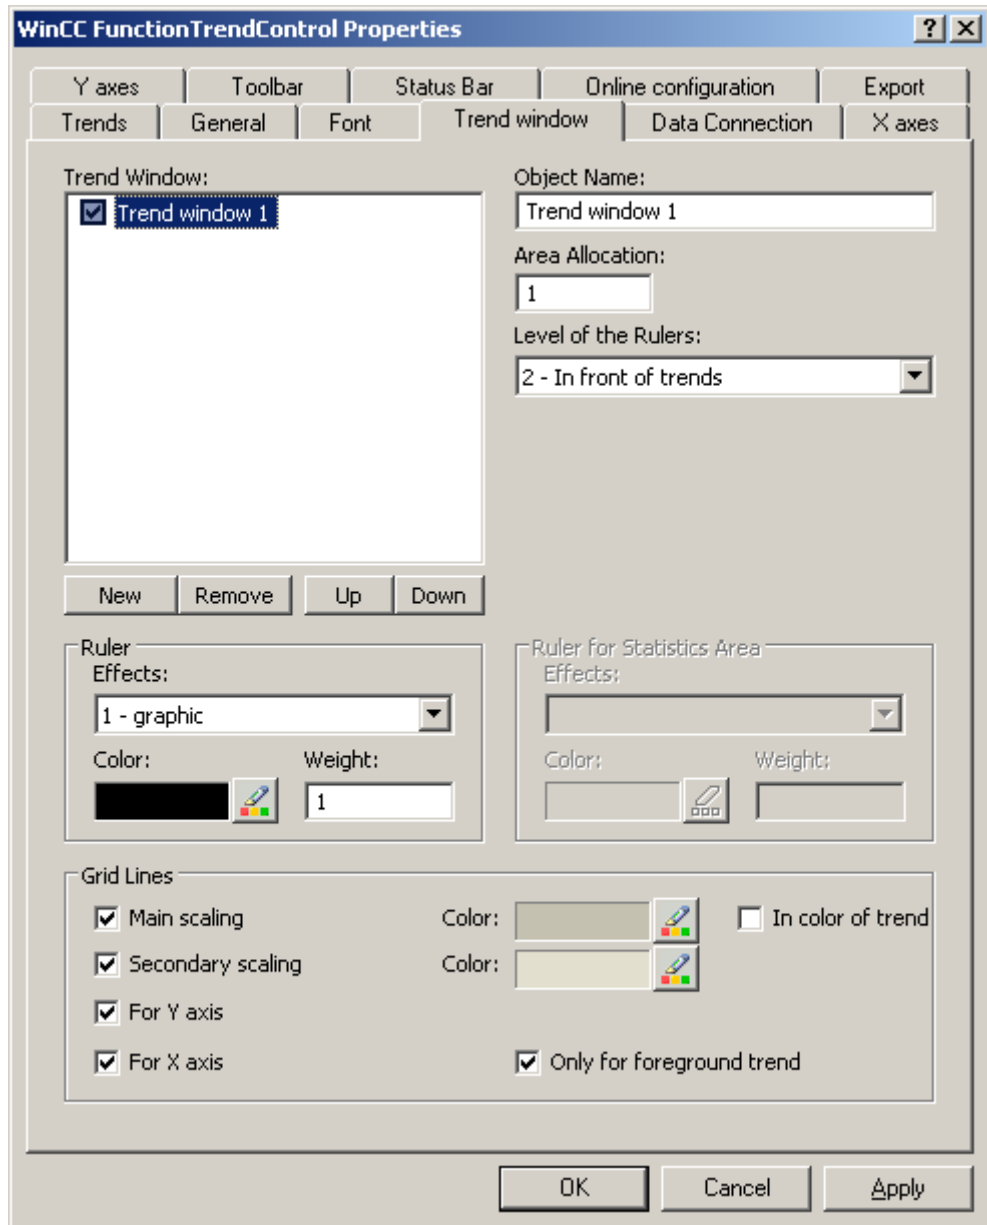 WinCC FunctionTrendControl Properties
Y axes Toolbar Status Bar Online configuration Export
Trends General Font Trend window Data Connection X axes
Trend Window:
Trend window 1
Object Name:
Trend window 1
Area Allocation:
1
Level of the Rulers:
2 - In front of trends
New Remove Up Down
Ruler
Effects:
1 - graphic
Color: Weight:
1
Ruler for Statistics Area
Effects:
Color: Weight:
Grid Lines
Main scaling Color: In color of trend
Secondary scaling Color:
For Y axis
For X axis Only for foreground trend
OK Cancel Apply